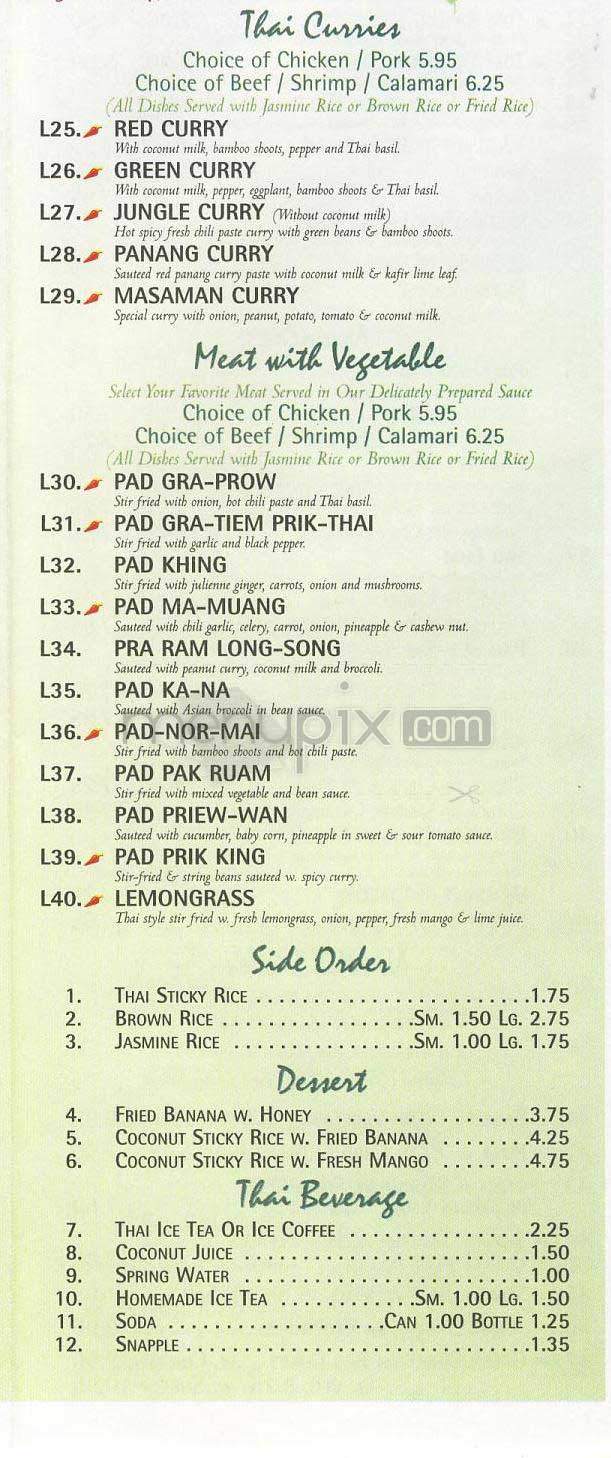 Thai Curries
Choice of Chicken / Pork 5.95
Choice of Beef / Shrimp / Calamari 6.25
(All Dishes Served with Jasmine Rice or Brown Rice or Fried Rice)
L25. RED CURRY
With coconut milk, bamboo shoots, pepper and Thai basil.
L26. GREEN CURRY
With coconut milk, pepper, eggplant, bamboo shoots & Thai basil.
L27. JUNGLE CURRY (Without coconut milk)
Hot spicy fresh chili paste curry with green beans & bamboo shoots.
L28. PANANG CURRY
Sauteed red panang curry paste with coconut milk & kafir lime leaf.
L29. MASAMAN CURRY
Special curry with onion, peanut, potato, tomato & coconut milk.
Meat with Vegetable
Select Your Favorite Meat Served in Our Delicately Prepared Sauce
Choice of Chicken / Pork 5.95
Choice of Beef / Shrimp / Calamari 6.25
(All Dishes Served with Jasmine Rice or Brown Rice or Fried Rice)
L30. PAD GRA-PROW
Stir fried with onion, hot chili paste and Thai basil.
L31. PAD GRA-TIEM PRIK-THAI
Stir fried with garlic and black pepper.
L32. PAD KHING
Stir fried with julienne ginger, carrots, onion and mushrooms.
L33. PAD MA-MUANG
Sauteed with chili garlic, celery, carrot, onion, pineapple & cashew nut.
L34. PRA RAM LONG-SONG
Sauteed with peanut curry, coconut milk and broccoli.
L35. PAD KA-NA
Sauteed with Asian broccoli in bean sauce.
menupix.com
L36. PAD-NOR-MAI
Stir fried with bamboo shoots and hot chili paste.
L37. PAD PAK RUAM
Stir fried with mixed vegetable and bean sauce.
L38. PAD PRIEW-WAN
Sauteed with cucumber, baby corn, pineapple in sweet & sour tomato sauce.
L39. PAD PRIK KING
Stir-fried & string beans sauteed w. spicy curry.
L40. LEMONGRASS
Thai style stir fried w. fresh lemongrass, onion, pepper, fresh mango & lime juice.
Side Order
1. THAI STICKY RICE ........................1.75
2. BROWN RICE .................SM. 1.50 LG. 2.75
3. JASMINE RICE ................SM. 1.00 LG. 1.75
Dessert
4. FRIED BANANA W. HONEY ..................3.75
5. COCONUT STICKY RICE W. FRIED BANANA ........4.25
6. COCONUT STICKY RICE W. FRESH MANGO ........4.75
Thai Beverage
7. THAI ICE TEA OR ICE COFFEE ................2.25
8. COCONUT JUICE .........................1.50
9. SPRING WATER .........................1.00
10. HOMEMADE ICE TEA ............SM. 1.00 LG. 1.50
11. SODA ...................CAN 1.00 BOTTLE 1.25
12. SNAPPLE ..............................1.35